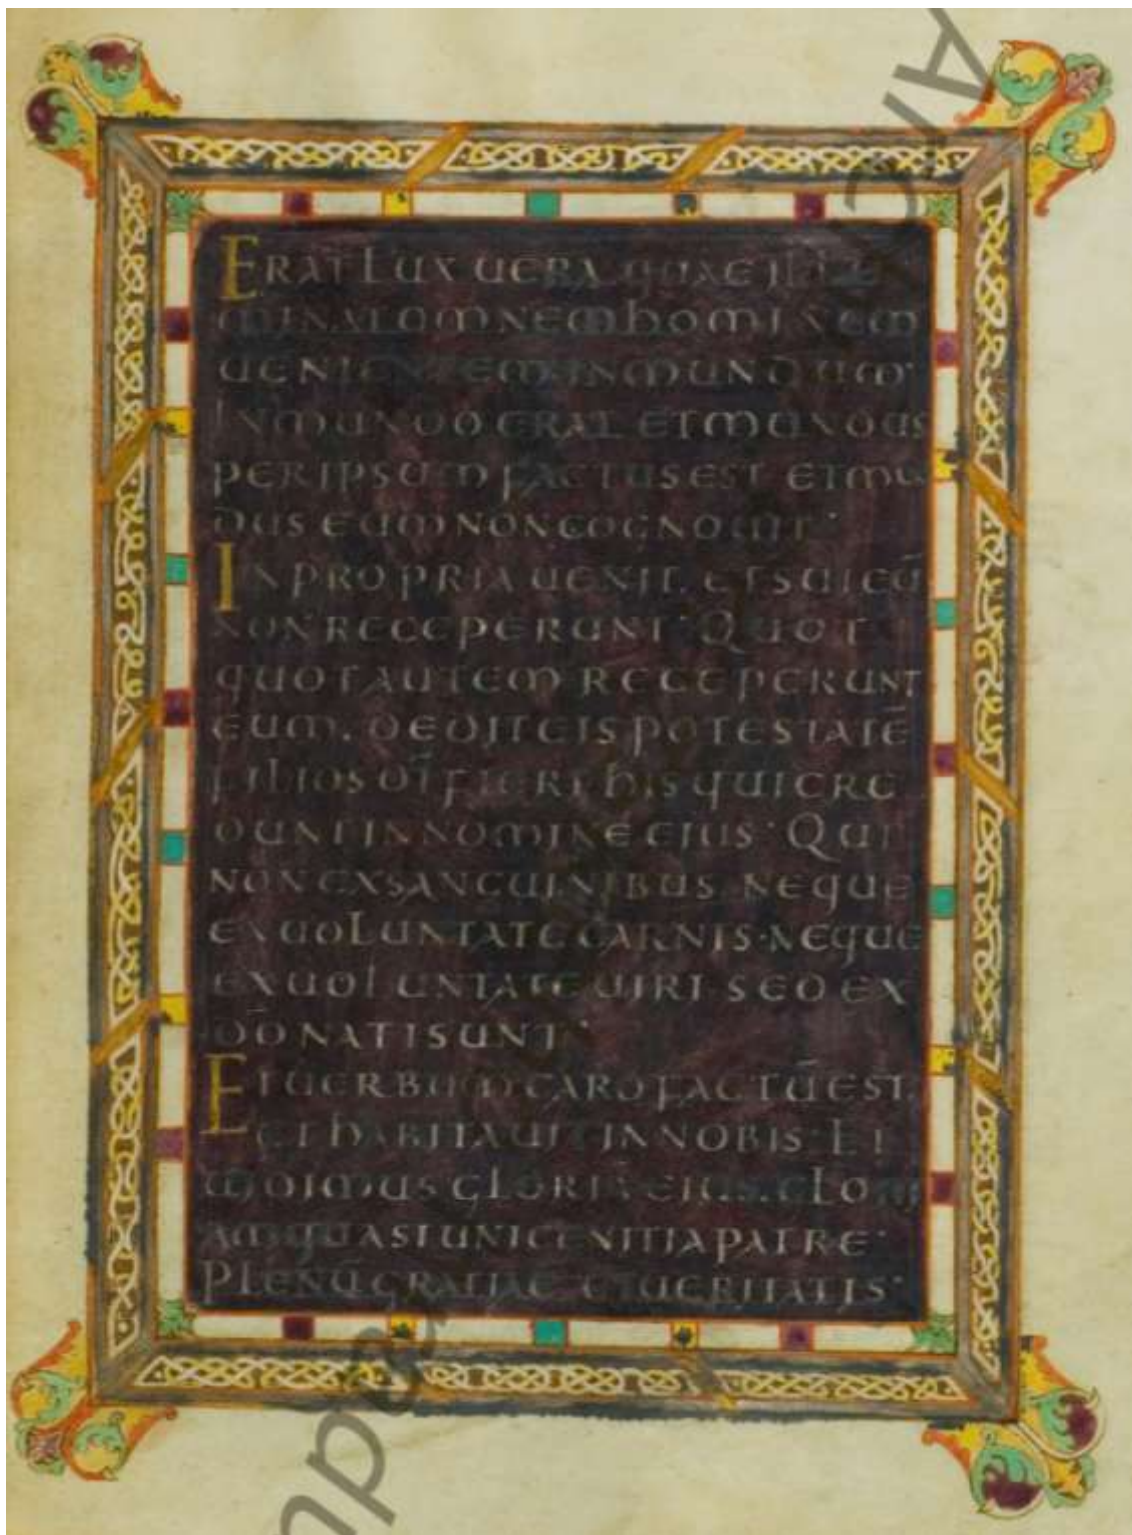 ERAT LUX UERA QUAE ILLU
MINAT OMNEM HOMINEM
UENIENTEM IN MUNDUM·
IN MUNDO ERAT ET MUNDUS
PER IPSUM FACTUS EST ET MU
DUS EUM NON COGNOUIT·
IN PROPRIA UENIT. ET SUI EŪ
NON RECEPERUNT· QUOT
QUOT AUTEM RECEPERUNT
EUM. DEDIT EIS POTESTATĒ
FILIOS DĪ FIERI HIS QUI CRE
DUNT IN NOMINE EIUS· QUI
NON EX SANGUINIBUS NEQUE
EX UOLUNTATE CARNIS· NEQUE
EX UOLUNTATE UIRI· SED EX
DO NATI SUNT·
ET UERBUM CARO FACTŪ EST.
ET HABITAUIT IN NOBIS· ET
UIDIMUS GLORIĀ EIUS. GLORI
AM QUASI UNIGENITI A PATRE·
PLENŪ GRATIAE ET UERITATIS·